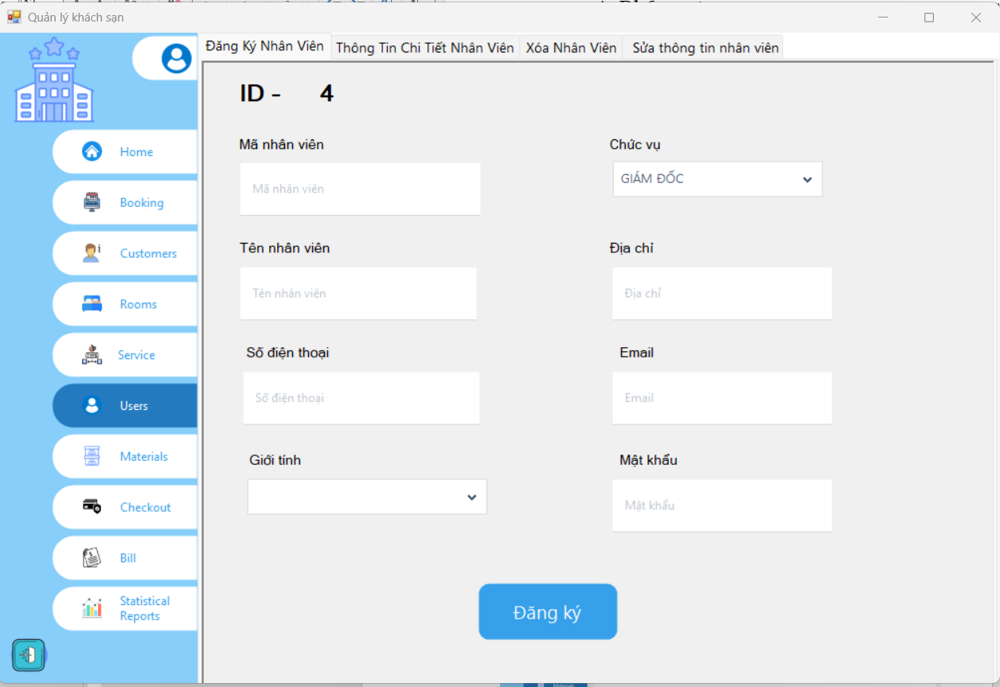 Quản lý khách sạn
Đăng Ký Nhân Viên
Thông Tin Chi Tiết Nhân Viên
Xóa Nhân Viên
Sửa thông tin nhân viên
Home
Booking
Customers
Rooms
Service
Users
Materials
Checkout
Bill
Statistical
Reports
ID - 4
Mã nhân viên
Chức vụ
Mã nhân viên
GIÁM ĐỐC
Tên nhân viên
Địa chỉ
Tên nhân viên
Địa chỉ
Số điện thoại
Email
Số điện thoại
Email
Giới tính
Mật khẩu
Mật khẩu
Đăng ký
Materials